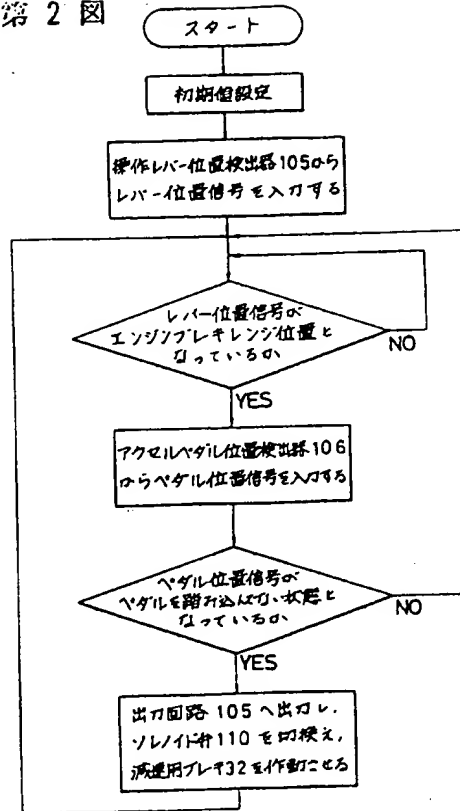 第 2 図
スタート
初期値設定
操作レバー位置検出器105から
レバー位置信号を入力する
レバー位置信号が
エンジンブレーキレンジ位置と
なっているか
NO
YES
アクセルペダル位置検出器106
からペダル位置信号を入力する
ペダル位置信号が
ペダルを踏み込んでない状態と
なっているか
NO
YES
出力回路105へ出力し、
ソレノイド弁110を切換え、
減速用ブレーキ32を作動させる